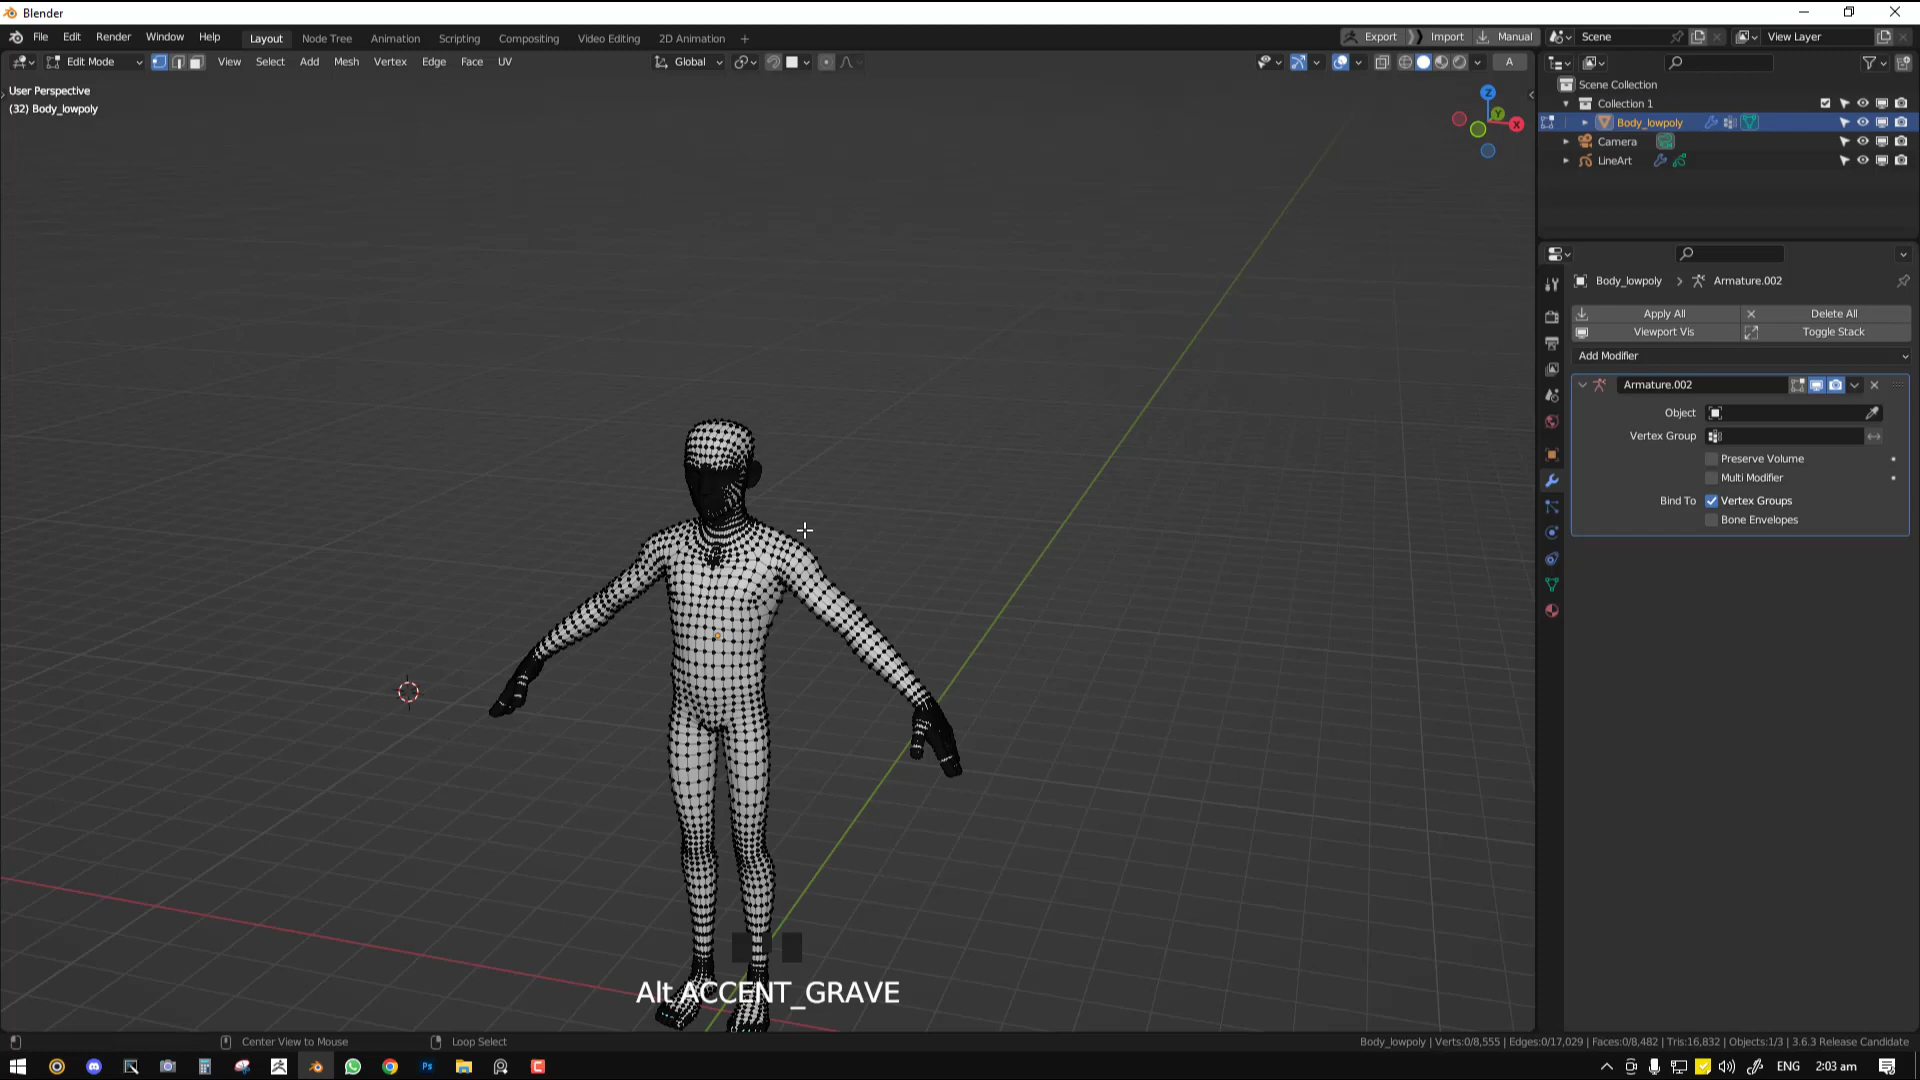 Blender
File Edit Render Window Help Layout Node Tree Animation Scripting Compositing Video Editing 2D Animation + Export Import Manual Scene View Layer
Edit Mode View Select Add Mesh Vertex Edge Face UV Global A
User Perspective
(32) Body_lowpoly
Z
Y
X
Scene Collection
Collection 1
Body_lowpoly
Camera
LineArt
Body_lowpoly > Armature.002
Apply All Delete All
Viewport Vis Toggle Stack
Add Modifier
Armature.002
Object
Vertex Group
Preserve Volume
Multi Modifier
Bind To Vertex Groups
Bone Envelopes
Alt ACCENT_GRAVE
Center View to Mouse Loop Select Body_lowpoly | Verts:0/8,555 | Edges:0/17,029 | Faces:0/8,482 | Tris:16,832 | Objects:1/3 | 3.6.3 Release Candidate
Ps ENG 2:03 am